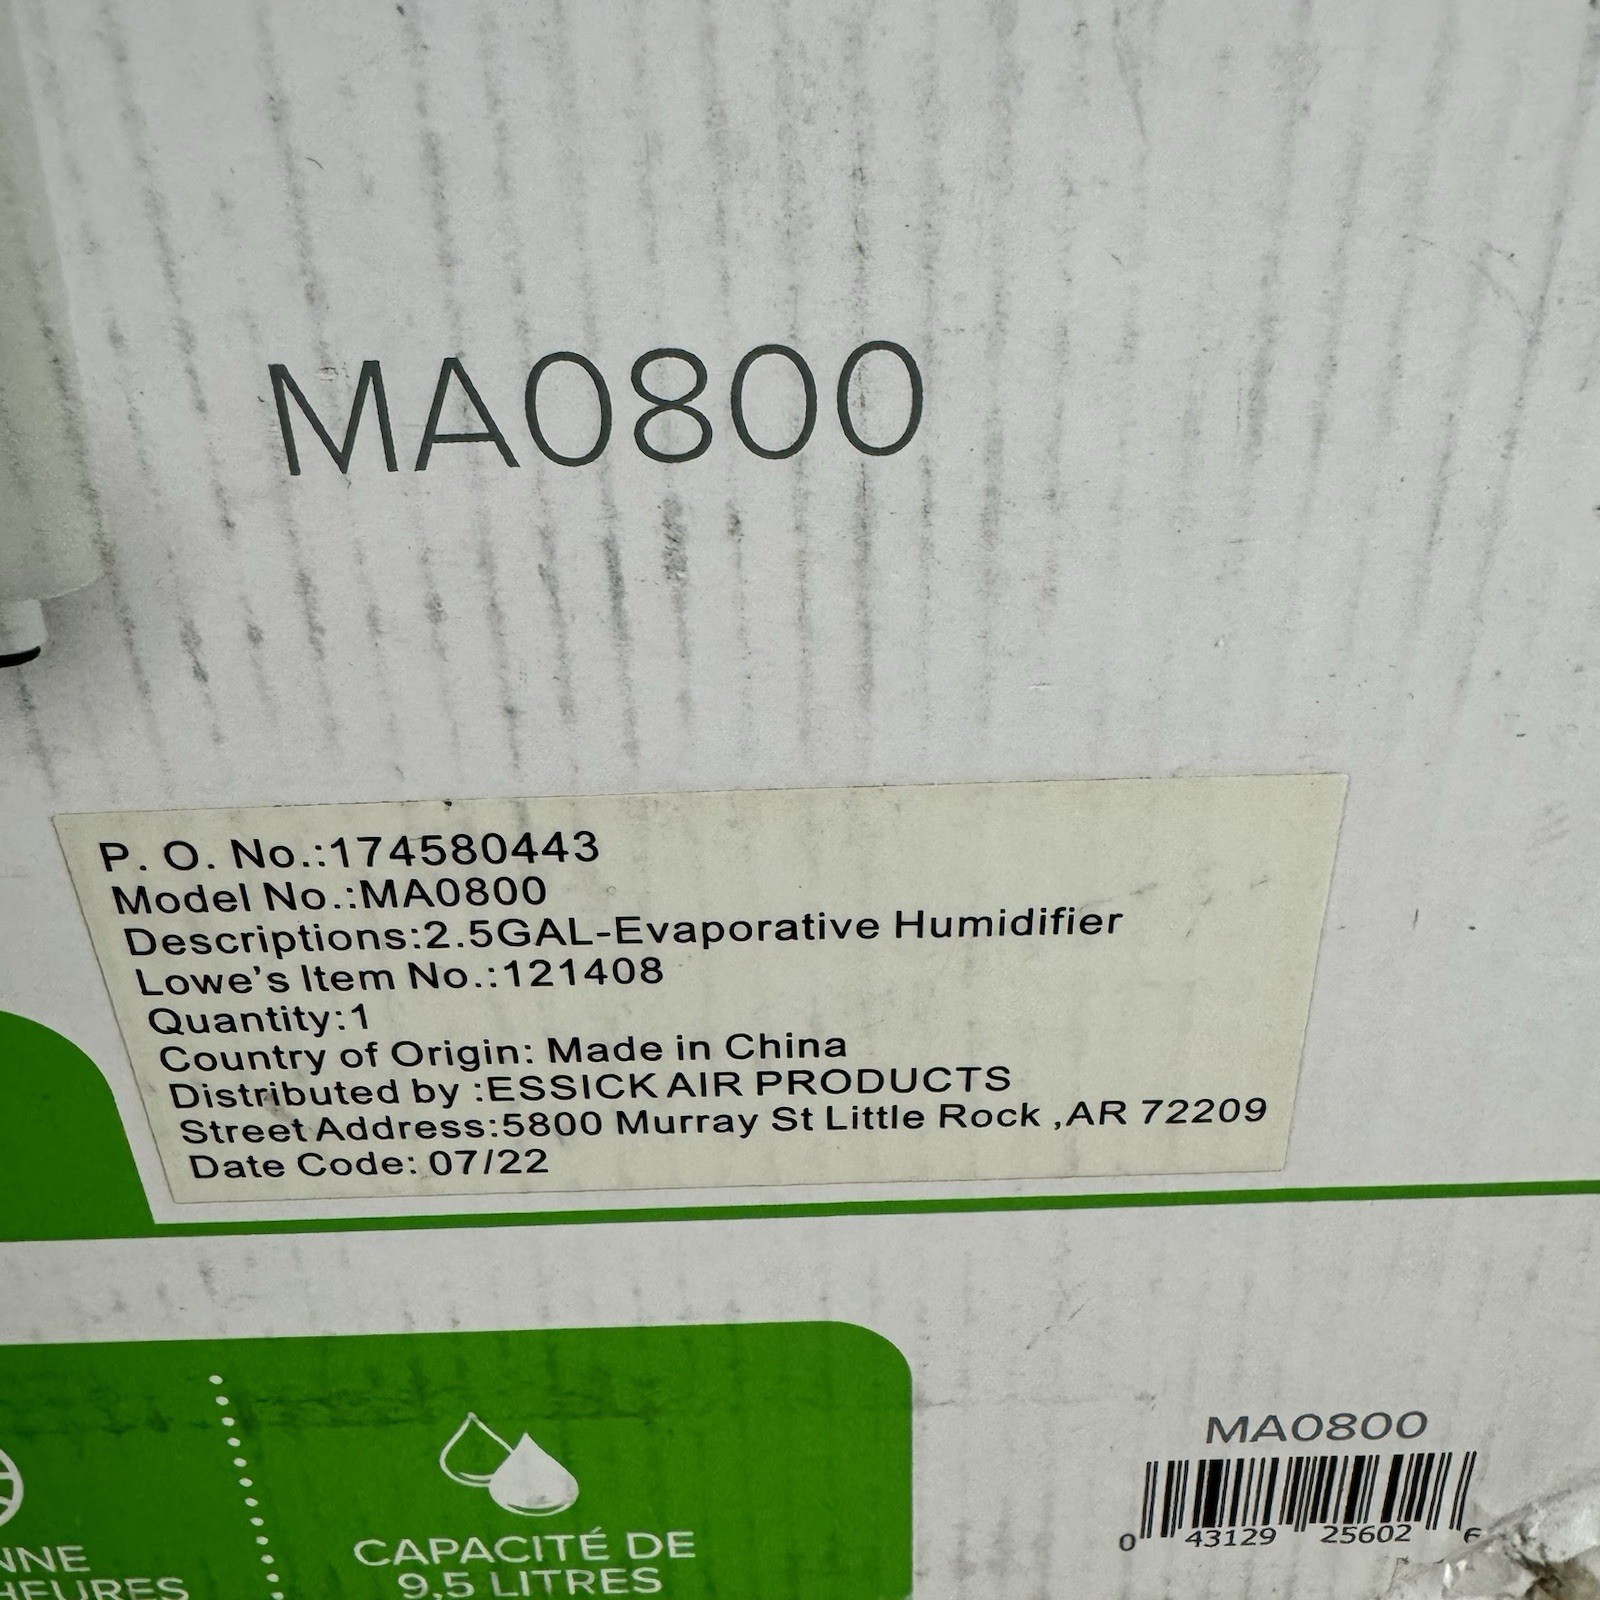 MA0800
P. O. No.:174580443
Model No.:MA0800
Descriptions:2.5GAL-Evaporative Humidifier
Lowe's Item No.:121408
Quantity:1
Country of Origin: Made in China
Distributed by :ESSICK AIR PRODUCTS
Street Address:5800 Murray St Little Rock ,AR 72209
Date Code: 07/22
CAPACITÉ DE
9,5 LITRES
HEURES
MA0800
0 43129 25602 6